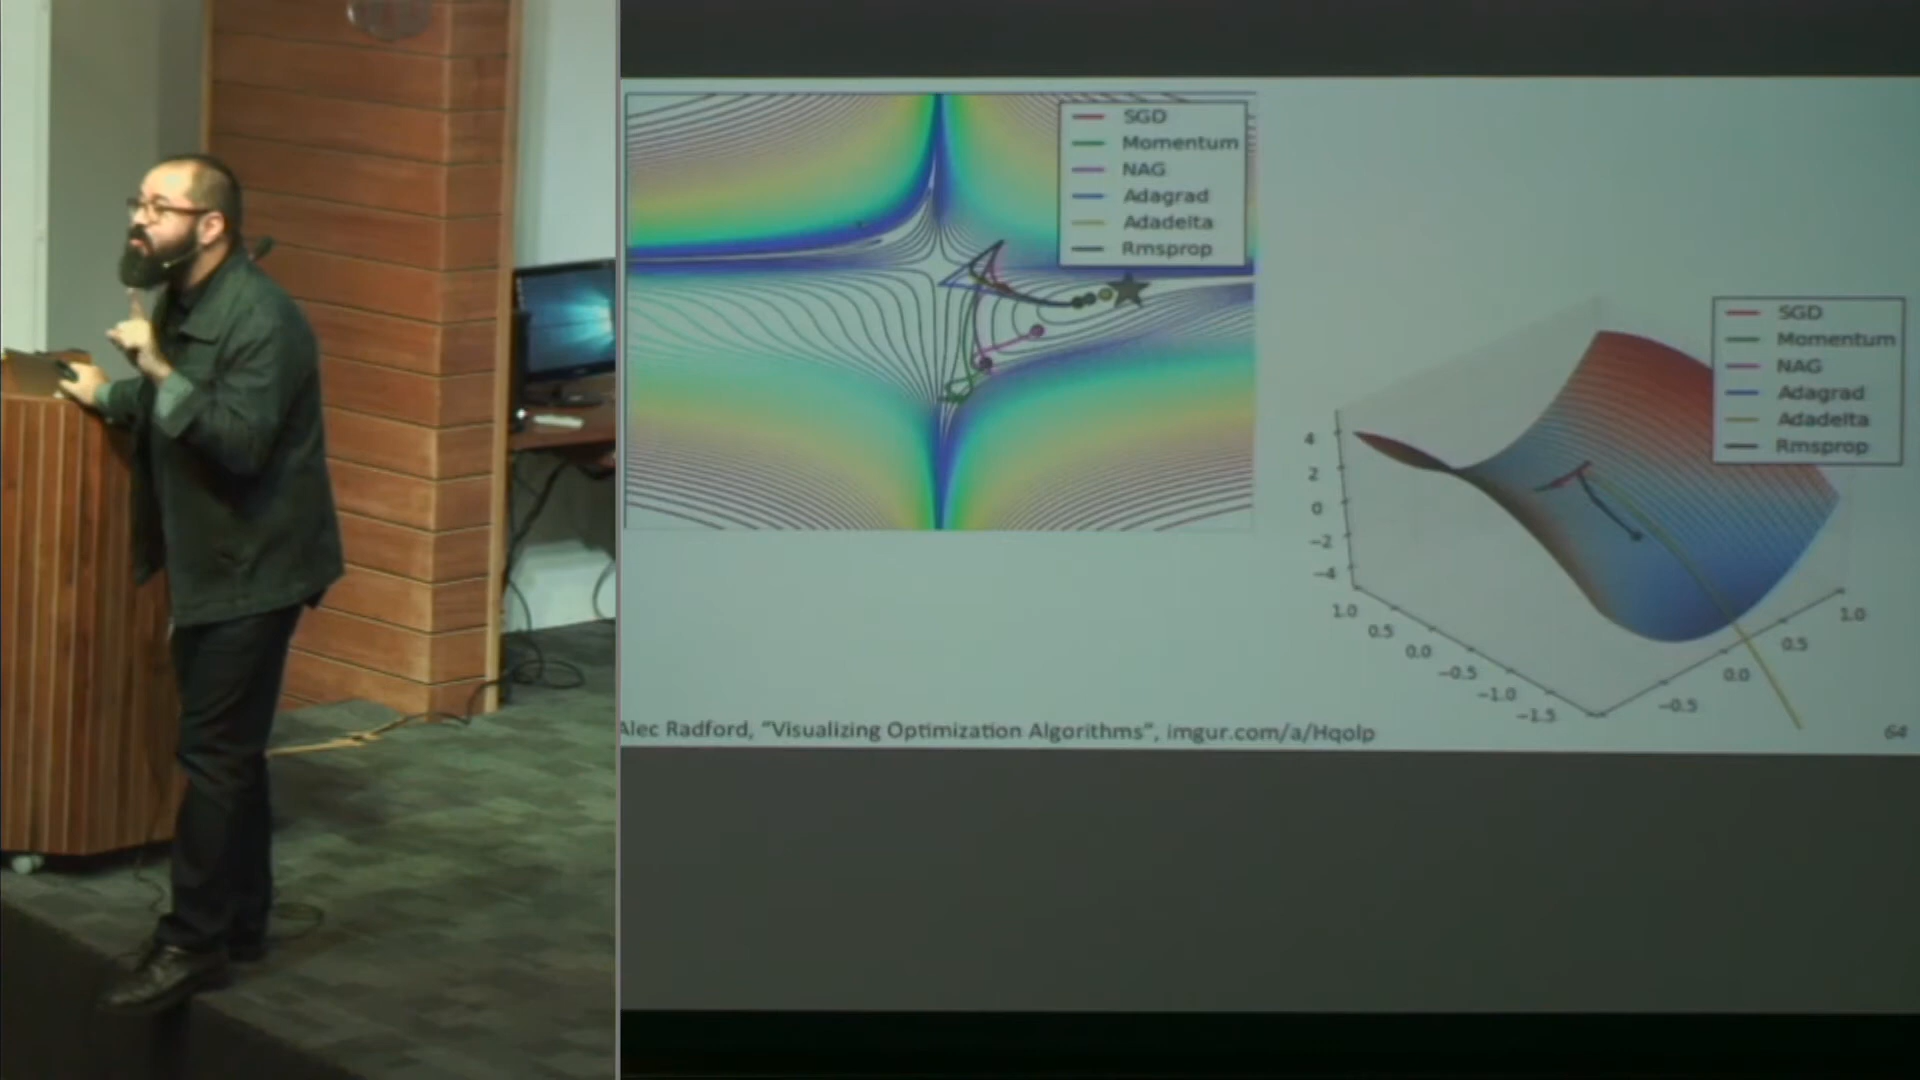 SGD
Momentum
NAG
Adagrad
Adadelta
Rmsprop
SGD
Momentum
NAG
Adagrad
Adadelta
Rmsprop
4
2
0
−2
−4
1.0
0.5
0.0
−0.5
−1.0
−1.5
−0.5
0.0
0.5
1.0
Alec Radford, “Visualizing Optimization Algorithms”, imgur.com/a/Hqolp
64